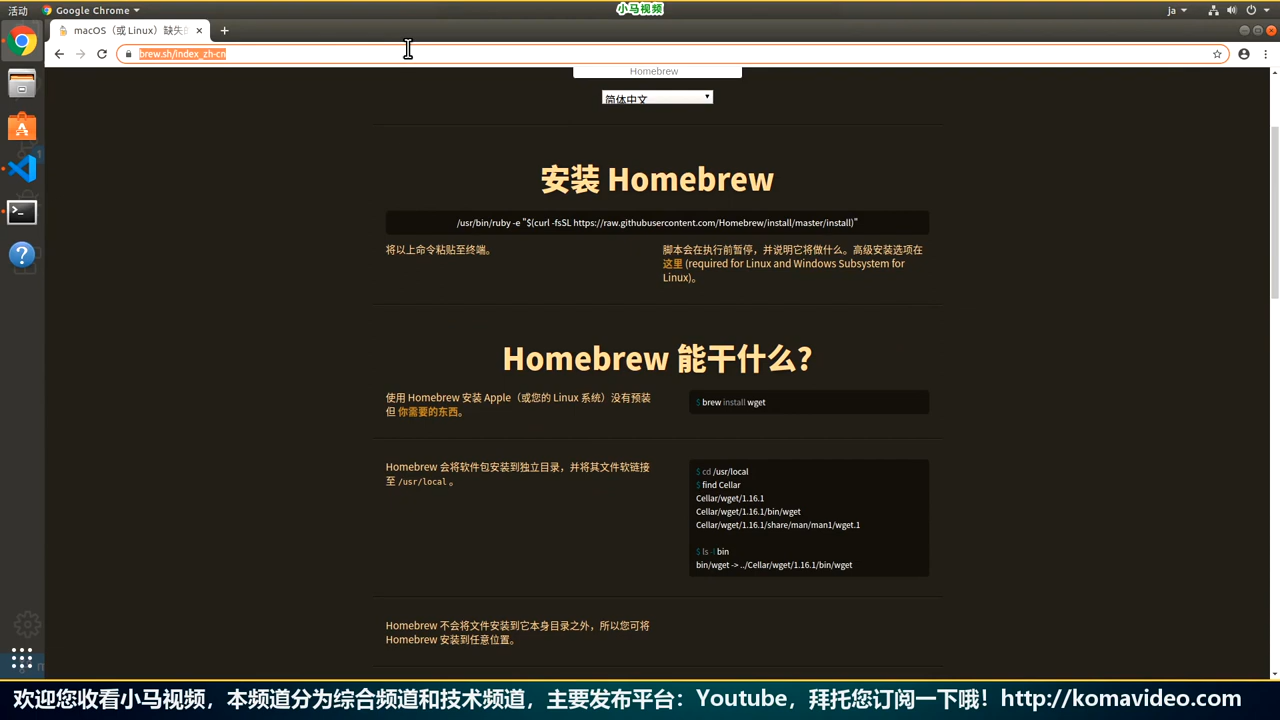 活动
Google Chrome
小马视频
ja
macOS（或 Linux）缺失的
brew.sh/index_zh-cn
Homebrew
简体中文
安装 Homebrew
/usr/bin/ruby -e "$(curl -fsSL https://raw.githubusercontent.com/Homebrew/install/master/install)"
将以上命令粘贴至终端。
脚本会在执行前暂停，并说明它将做什么。高级安装选项在
这里 (required for Linux and Windows Subsystem for
Linux)。
Homebrew 能干什么?
使用 Homebrew 安装 Apple（或您的 Linux 系统）没有预装
但 你需要的东西。
$ brew install wget
Homebrew 会将软件包安装到独立目录，并将其文件软链接
至 /usr/local 。
$ cd /usr/local
$ find Cellar
Cellar/wget/1.16.1
Cellar/wget/1.16.1/bin/wget
Cellar/wget/1.16.1/share/man/man1/wget.1
$ ls -l bin
bin/wget -> ../Cellar/wget/1.16.1/bin/wget
Homebrew 不会将文件安装到它本身目录之外，所以您可将
Homebrew 安装到任意位置。
欢迎您收看小马视频，本频道分为综合频道和技术频道，主要发布平台：Youtube，拜托您订阅一下哦！http://komavideo.com